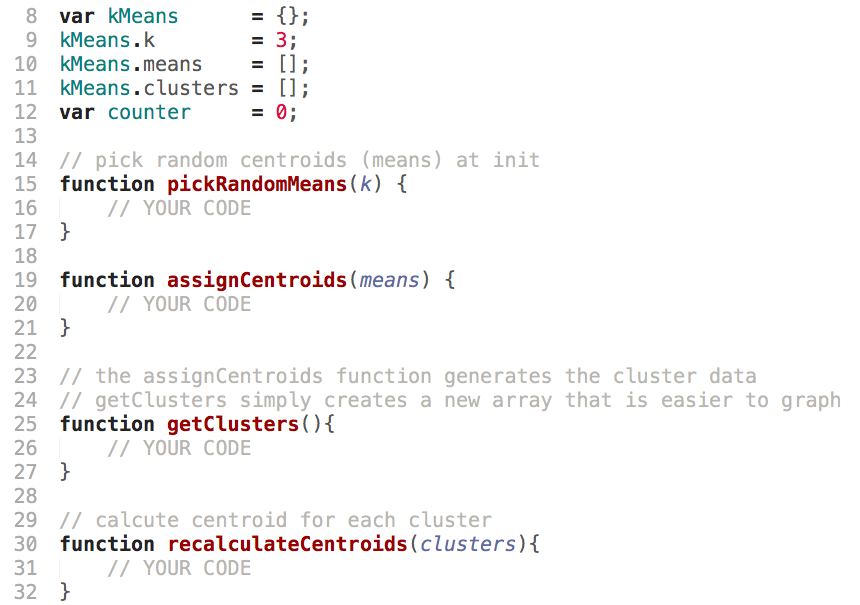 8 var kMeans      = {};
9 kMeans.k        = 3;
10 kMeans.means    = [];
11 kMeans.clusters = [];
12 var counter     = 0;
13
14 // pick random centroids (means) at init
15 function pickRandomMeans(k) {
16     // YOUR CODE
17 }
18
19 function assignCentroids(means) {
20     // YOUR CODE
21 }
22
23 // the assignCentroids function generates the cluster data
24 // getClusters simply creates a new array that is easier to graph
25 function getClusters(){
26     // YOUR CODE
27 }
28
29 // calcute centroid for each cluster
30 function recalculateCentroids(clusters){
31     // YOUR CODE
32 }